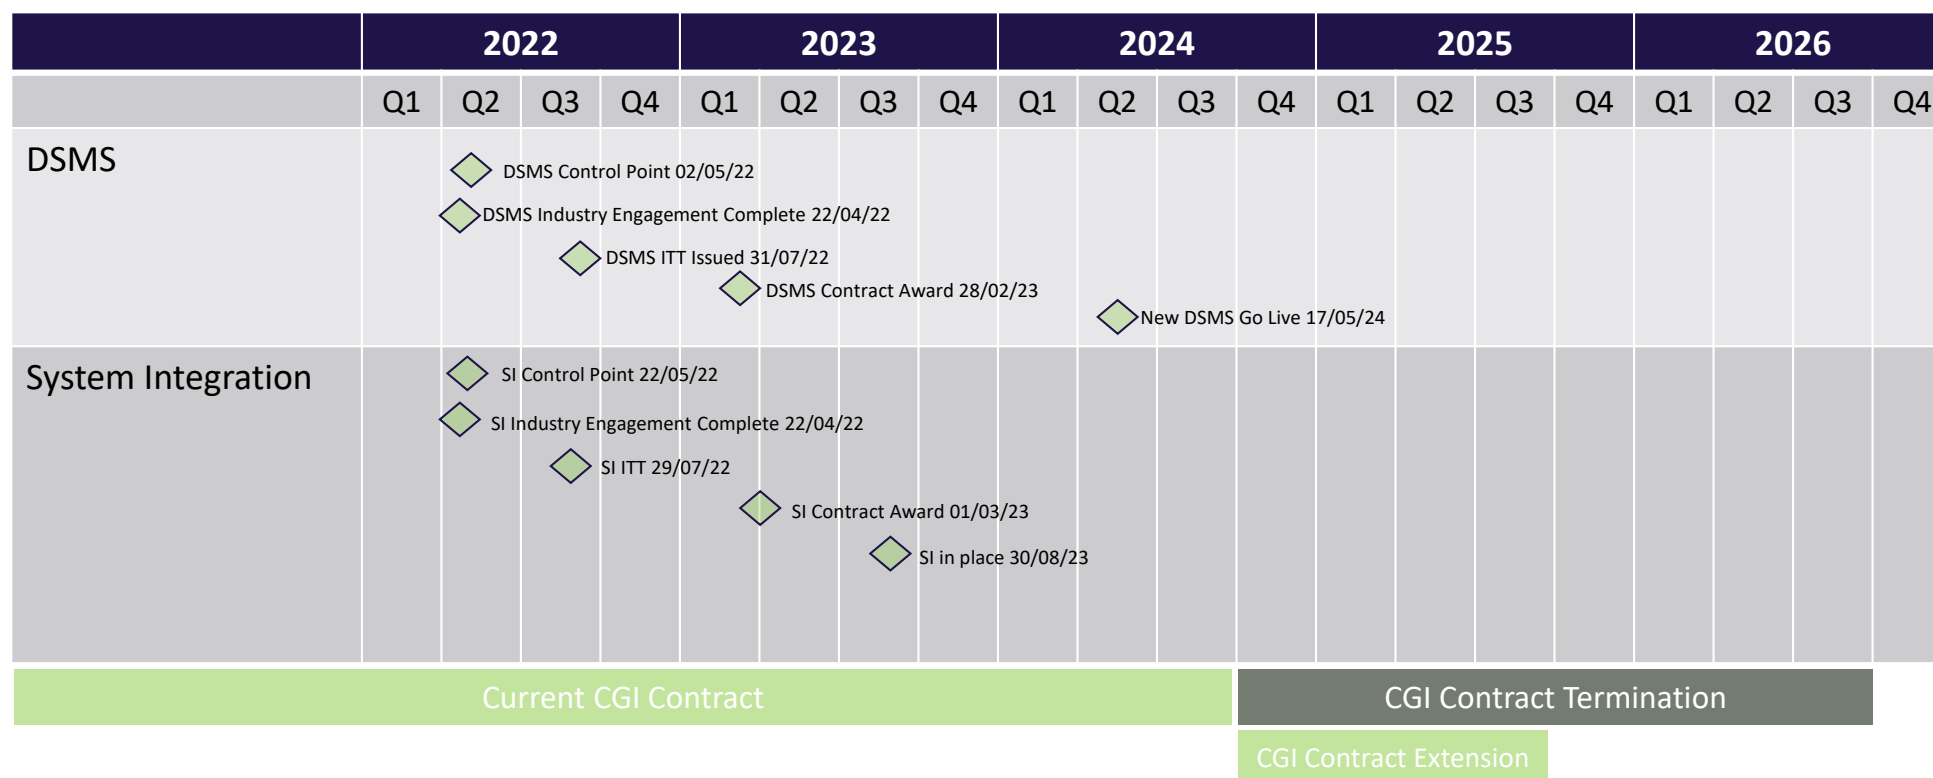 2022 2023 2024 2025 2026
Q1 Q2 Q3 Q4 Q1 Q2 Q3 Q4 Q1 Q2 Q3 Q4 Q1 Q2 Q3 Q4 Q1 Q2 Q3 Q4
DSMS
DSMS Control Point 02/05/22
DSMS Industry Engagement Complete 22/04/22
DSMS ITT Issued 31/07/22
DSMS Contract Award 28/02/23
New DSMS Go Live 17/05/24
System Integration
SI Control Point 22/05/22
SI Industry Engagement Complete 22/04/22
SI ITT 29/07/22
SI Contract Award 01/03/23
SI in place 30/08/23
Current CGI Contract
CGI Contract Termination
CGI Contract Extension